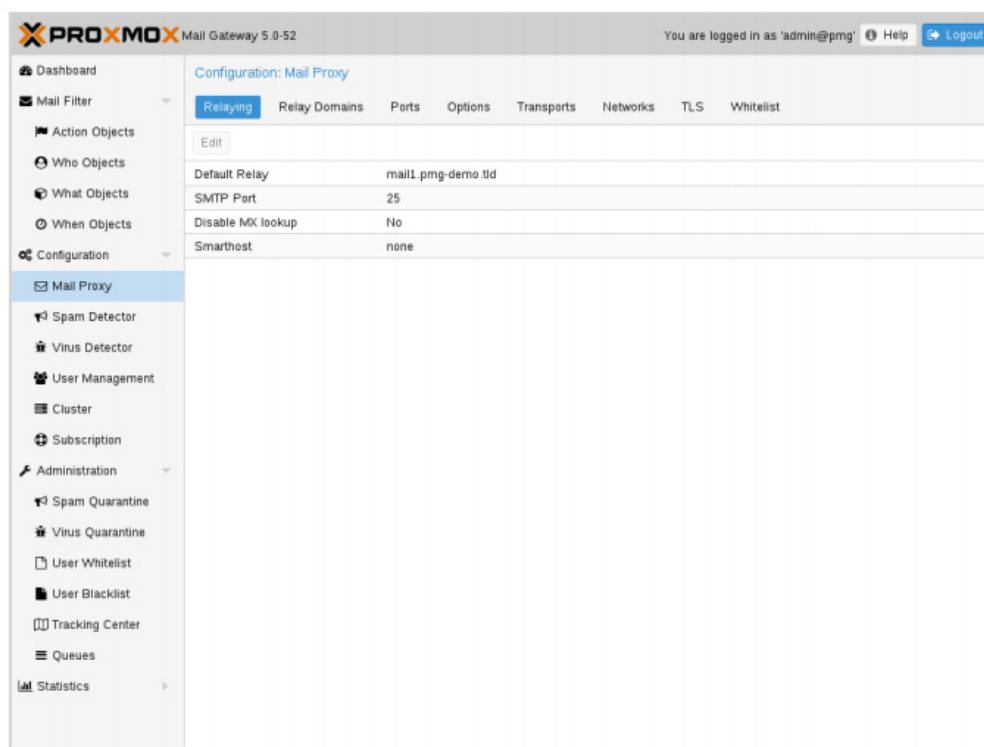 PROXMOX Mail Gateway 5.0-52 You are logged in as 'admin@pmg' Help Logout
Dashboard
Mail Filter
Action Objects
Who Objects
What Objects
When Objects
Configuration
Mail Proxy
Spam Detector
Virus Detector
User Management
Cluster
Subscription
Administration
Spam Quarantine
Virus Quarantine
User Whitelist
User Blacklist
Tracking Center
Queues
Statistics
Configuration: Mail Proxy
Relaying Relay Domains Ports Options Transports Networks TLS Whitelist
Edit
Default Relay mail1.pmg-demo.tld
SMTP Port 25
Disable MX lookup No
Smarthost none